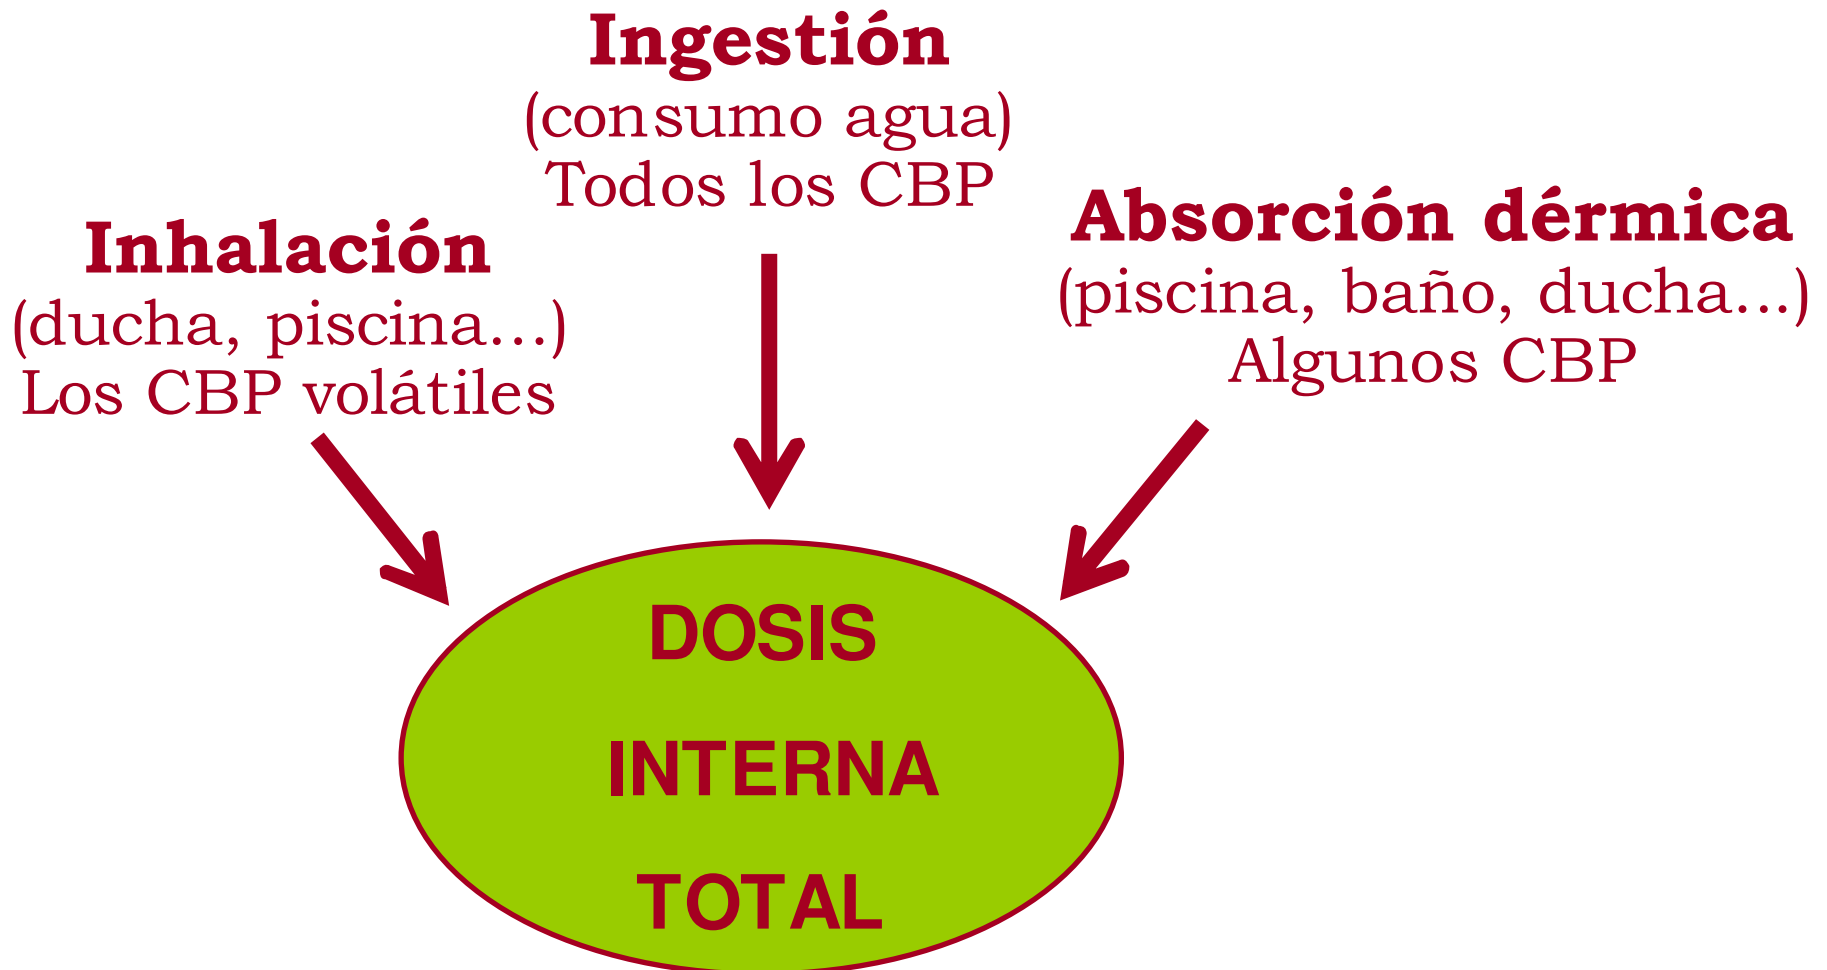 Ingestión
(consumo agua)
Todos los CBP
Inhalación
(ducha, piscina...)
Los CBP volátiles
Absorción dérmica
(piscina, baño, ducha...)
Algunos CBP
DOSIS
INTERNA
TOTAL